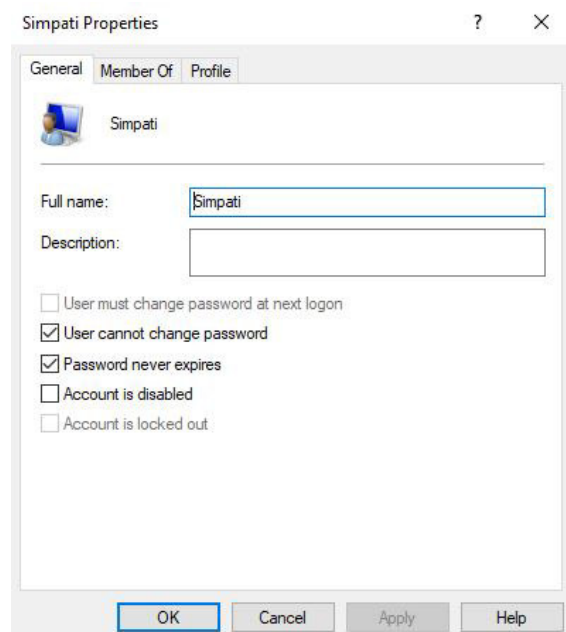 Simpati Properties ? ×
General Member Of Profile
Simpati
Full name: Simpati
Description:
User must change password at next logon
User cannot change password
Password never expires
Account is disabled
Account is locked out
OK Cancel Apply Help